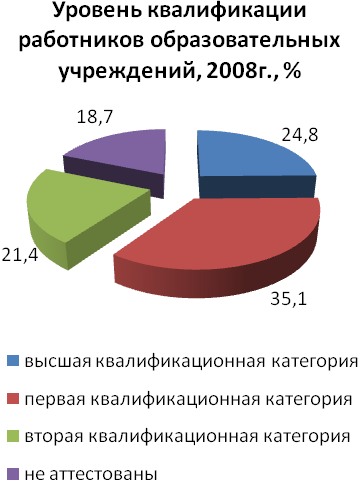 Уровень квалификации
работников образовательных
учреждений, 2008г., %
18,7
24,8
21,4
35,1
высшая квалификационная категория
первая квалификационная категория
вторая квалификационная категория
не аттестованы